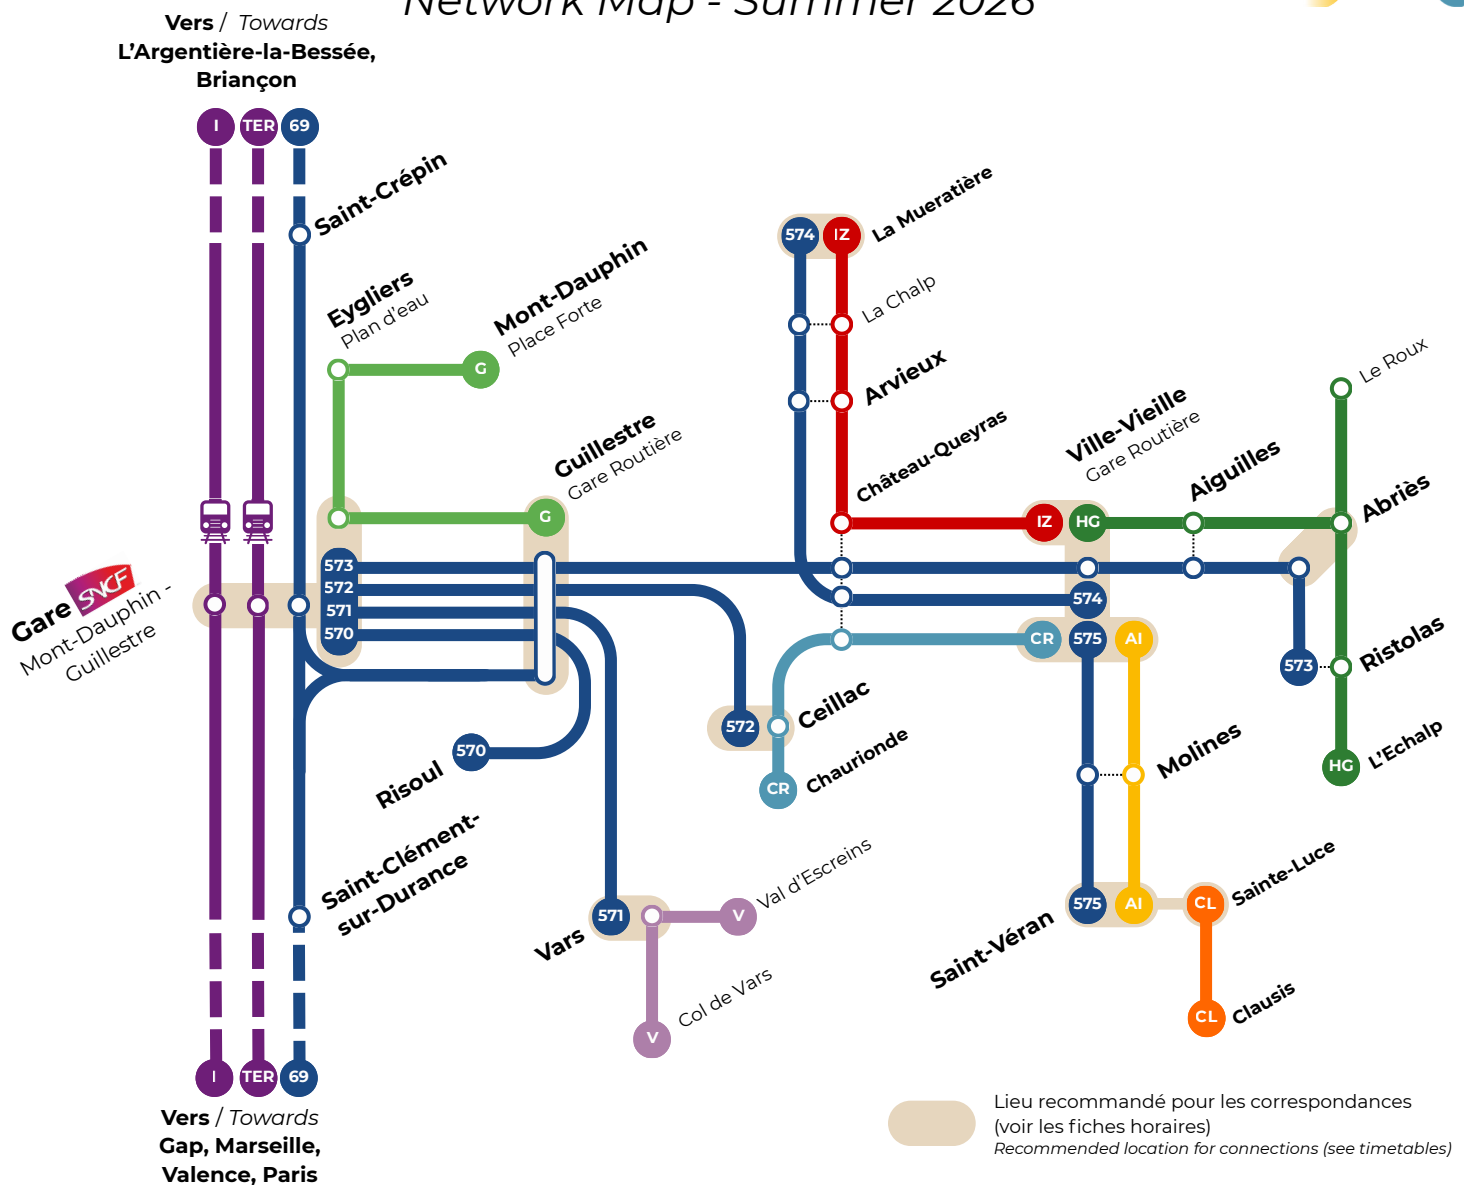 Network Map - Summer 2026
Vers / Towards
L'Argentière-la-Bessée,
Briançon
I
TER
69
Saint-Crépin
Eygliers
Plan d'eau
Mont-Dauphin
Place Forte
G
Guillestre
Gare Routière
G
574
IZ
La Mueratière
La Chalp
Arvieux
Château-Queyras
Ville-Vieille
Gare Routière
IZ
HG
Aiguilles
Le Roux
Abriès
Gare SNCF
Mont-Dauphin -
Guillestre
573
572
571
570
574
CR
575
AI
573
Ristolas
HG
L'Echalp
570
Risoul
572
Ceillac
CR
Chaurionde
Molines
Saint-Clément-
sur-Durance
571
Vars
V
Val d'Escreins
V
Col de Vars
575
AI
CL
Sainte-Luce
Saint-Véran
CL
Clausis
I
TER
69
Vers / Towards
Gap, Marseille,
Valence, Paris
Lieu recommandé pour les correspondances
(voir les fiches horaires)
Recommended location for connections (see timetables)